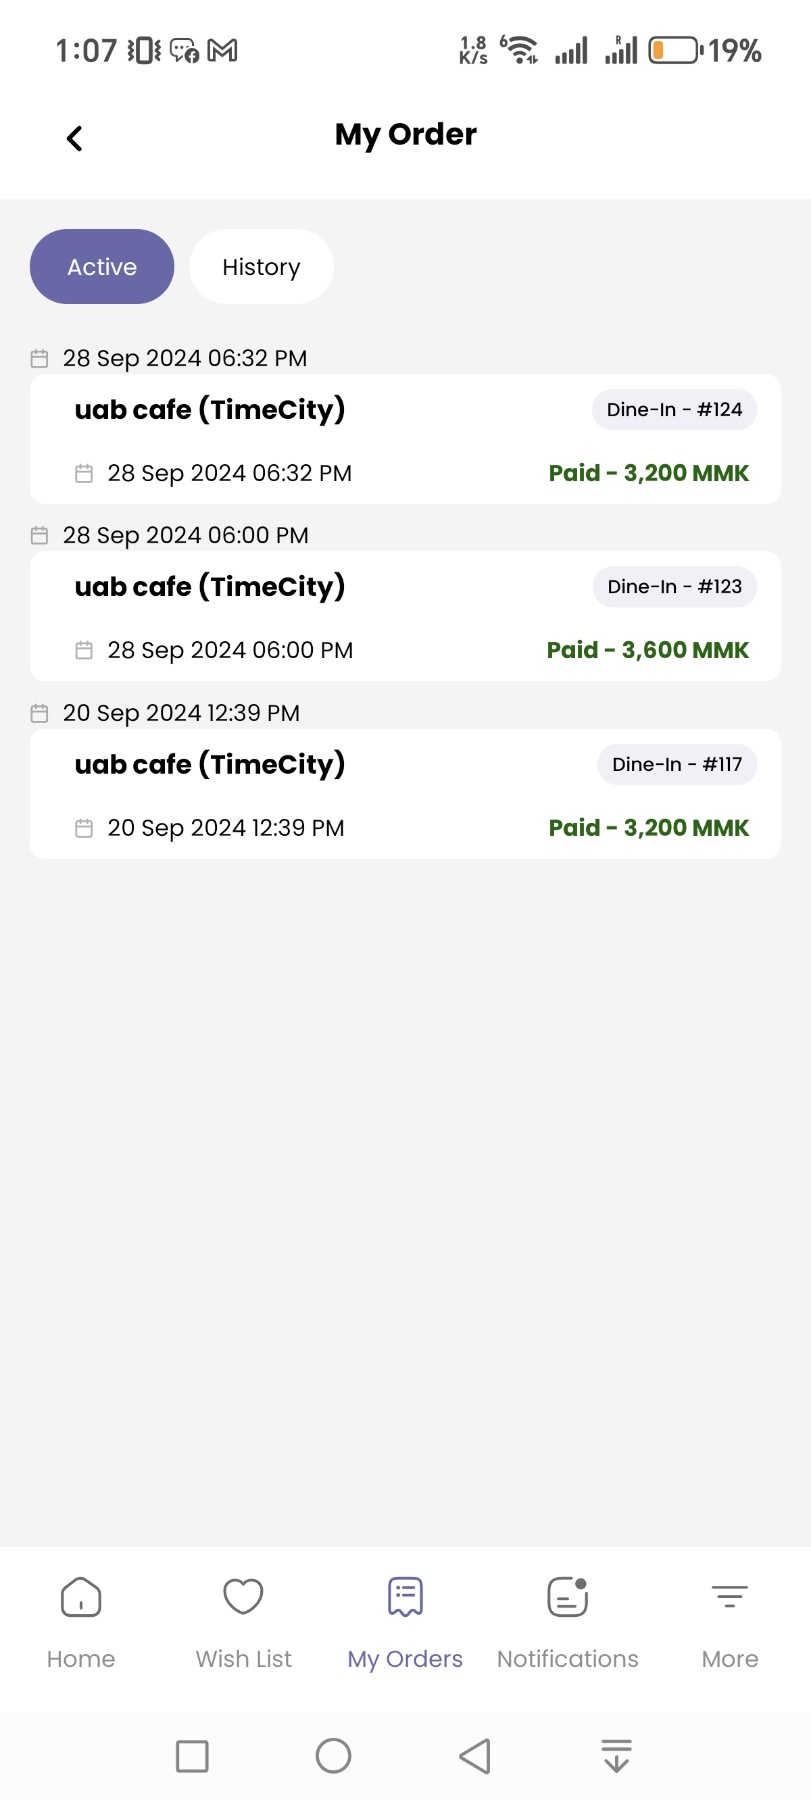 1:07 1.8 K/s 6 R 19%
My Order
Active History
28 Sep 2024 06:32 PM
uab cafe (TimeCity) Dine-In - #124
28 Sep 2024 06:32 PM Paid - 3,200 MMK
28 Sep 2024 06:00 PM
uab cafe (TimeCity) Dine-In - #123
28 Sep 2024 06:00 PM Paid - 3,600 MMK
20 Sep 2024 12:39 PM
uab cafe (TimeCity) Dine-In - #117
20 Sep 2024 12:39 PM Paid - 3,200 MMK
Home Wish List My Orders Notifications More